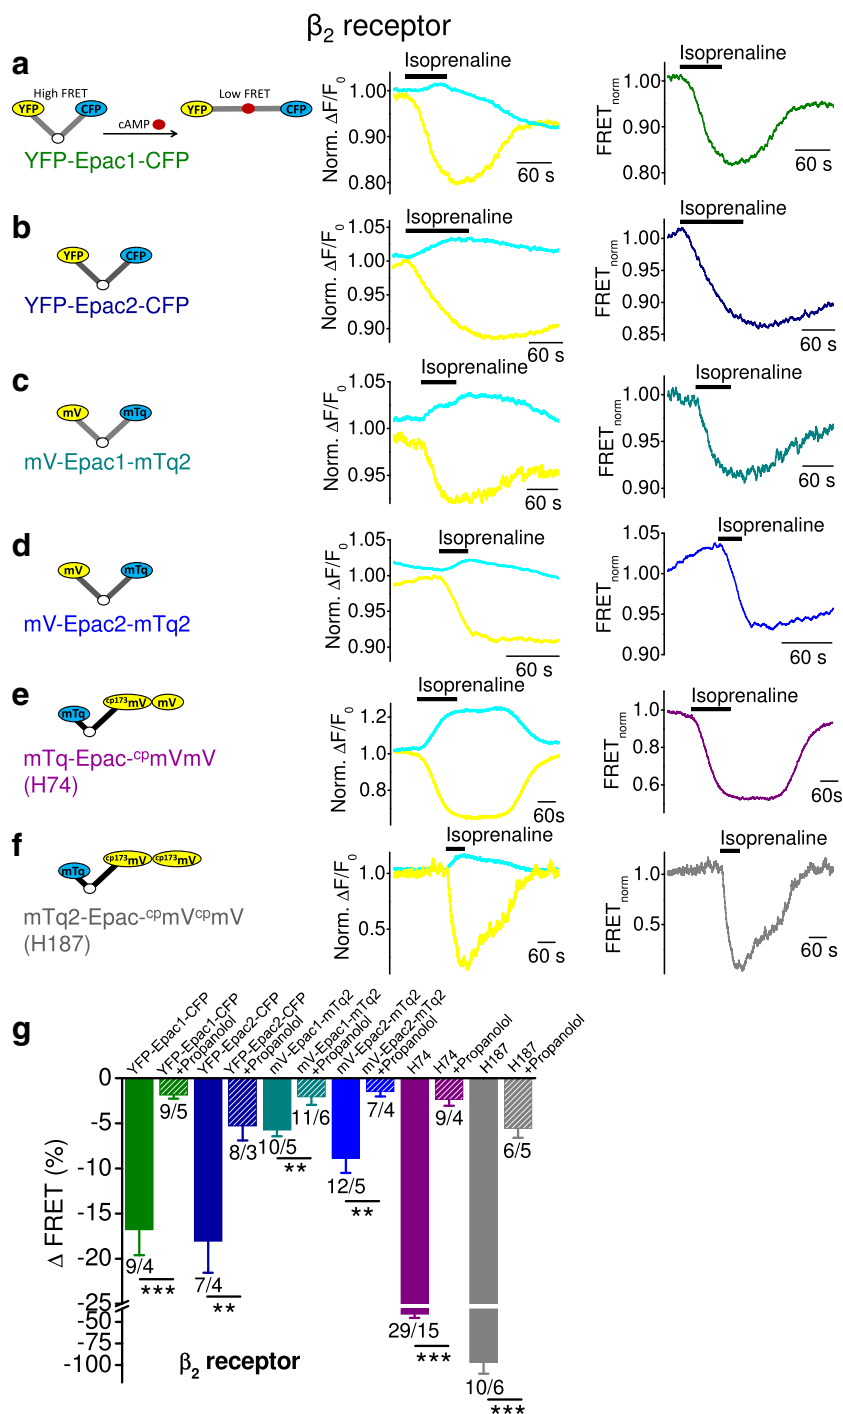 β2 receptor
a
High FRET
Low FRET
YFP
CFP
cAMP
YFP
CFP
YFP-Epac1-CFP
Norm. ΔF/F0
1.00
0.90
0.80
Isoprenaline
60 s
FRETnorm
1.00
0.90
0.80
Isoprenaline
60 s
b
YFP
CFP
YFP-Epac2-CFP
Norm. ΔF/F0
1.05
1.00
0.95
0.90
Isoprenaline
60 s
FRETnorm
1.00
0.90
0.85
Isoprenaline
60 s
c
mV
mTq
mV-Epac1-mTq2
Norm. ΔF/F0
1.05
1.00
0.95
Isoprenaline
60 s
FRETnorm
1.00
0.95
0.90
Isoprenaline
60 s
d
mV
mTq
mV-Epac2-mTq2
Norm. ΔF/F0
1.05
1.00
0.95
0.90
Isoprenaline
60 s
FRETnorm
1.05
1.00
0.95
0.90
Isoprenaline
60 s
e
mTq
cp173mV
mV
mTq-Epac-cpmVmV
(H74)
Norm. ΔF/F0
1.2
1.0
0.8
Isoprenaline
60s
FRETnorm
1.0
0.8
0.6
Isoprenaline
60s
f
mTq
cp173mV
cp173mV
mTq2-Epac-cpmVcpmV
(H187)
Norm. ΔF/F0
1.0
0.5
Isoprenaline
60 s
FRETnorm
1.0
0.5
Isoprenaline
60 s
g
YFP-Epac1-CFP
YFP-Epac1-CFP
+Propanolol
YFP-Epac2-CFP
YFP-Epac2-CFP
+Propanolol
mV-Epac1-mTq2
mV-Epac1-mTq2
+Propanolol
mV-Epac2-mTq2
mV-Epac2-mTq2
+Propanolol
H74
H74
+Propanolol
H187
H187
+Propanolol
Δ FRET (%)
0
-5
-10
-15
-20
-25
-50
-75
-100
9/4
9/5
7/4
8/3
10/5
11/6
12/5
7/4
29/15
9/4
10/6
6/5
***
**
**
**
***
***
β2 receptor